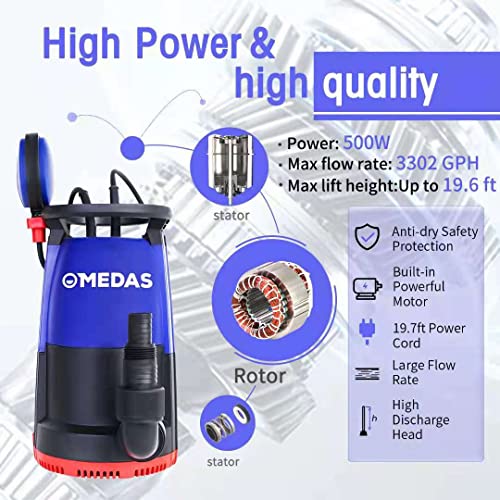 High Power &
high quality
Power: 500W
Max flow rate: 3302 GPH
Max lift height:Up to 19.6 ft
stator
OMEDAS
Rotor
stator
Anti-dry Safety
Protection
Built-in
Powerful
Motor
19.7ft Power
Cord
Large Flow
Rate
h
High
Discharge
Head